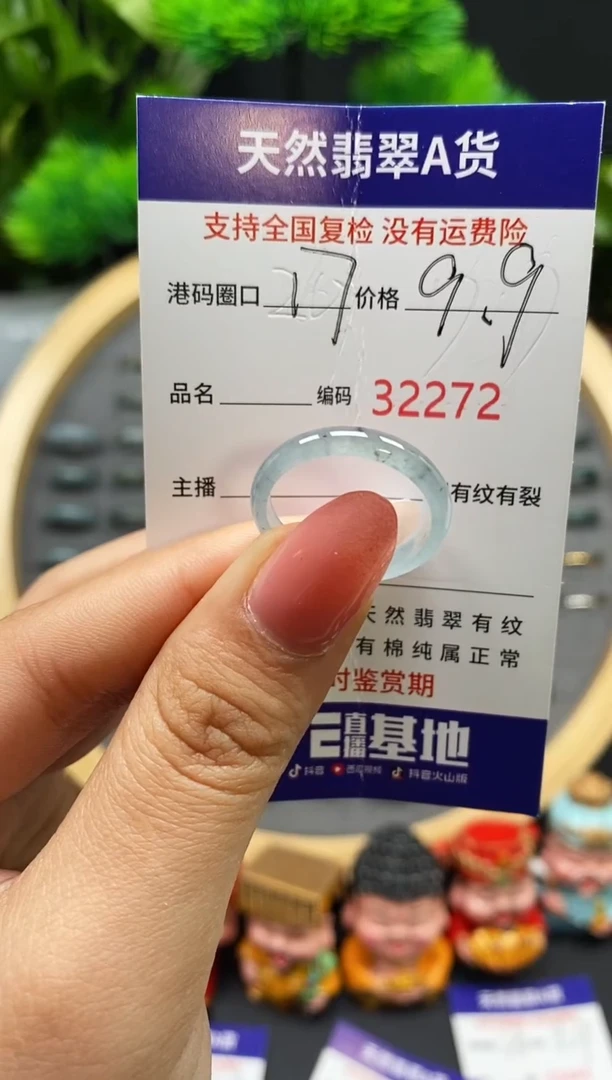 天然翡翠A货
支持全国复检 没有运费险
港码圈口 17 价格 9.9
品名 编码 32272
主播 有纹有裂
天然翡翠有纹
有棉纯属正常
时鉴赏期
直播基地
抖音 西瓜视频 抖音火山版